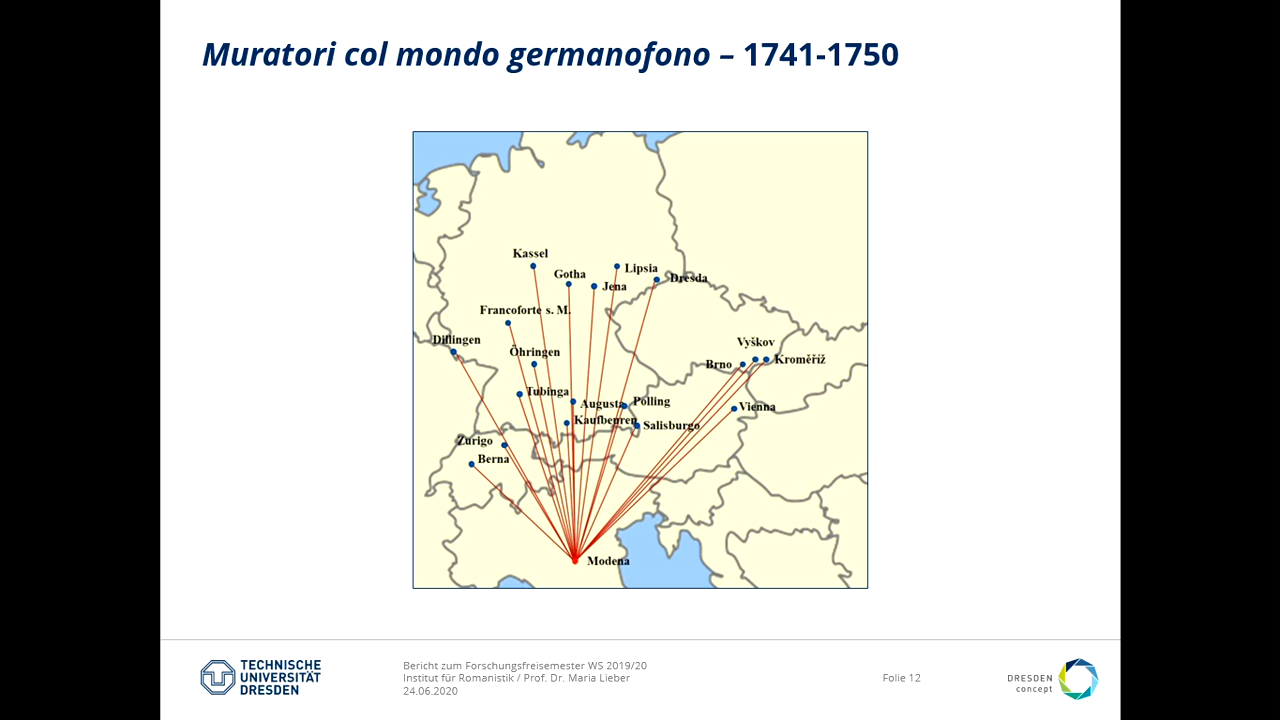 Muratori col mondo germanofono – 1741-1750
Kassel
Gotha
Lipsia
Jena
Dresda
Francoforte s. M.
Dillingen
Öhringen
Vyškov
Brno
Kroměříž
Tubinga
Augusta
Polling
Vienna
Kaufbeuren
Salisburgo
Zurigo
Berna
Modena
TECHNISCHE
UNIVERSITÄT
DRESDEN
Bericht zum Forschungsfreisemester WS 2019/20
Institut für Romanistik / Prof. Dr. Maria Lieber
24.06.2020
Folie 12
DRESDEN
concept